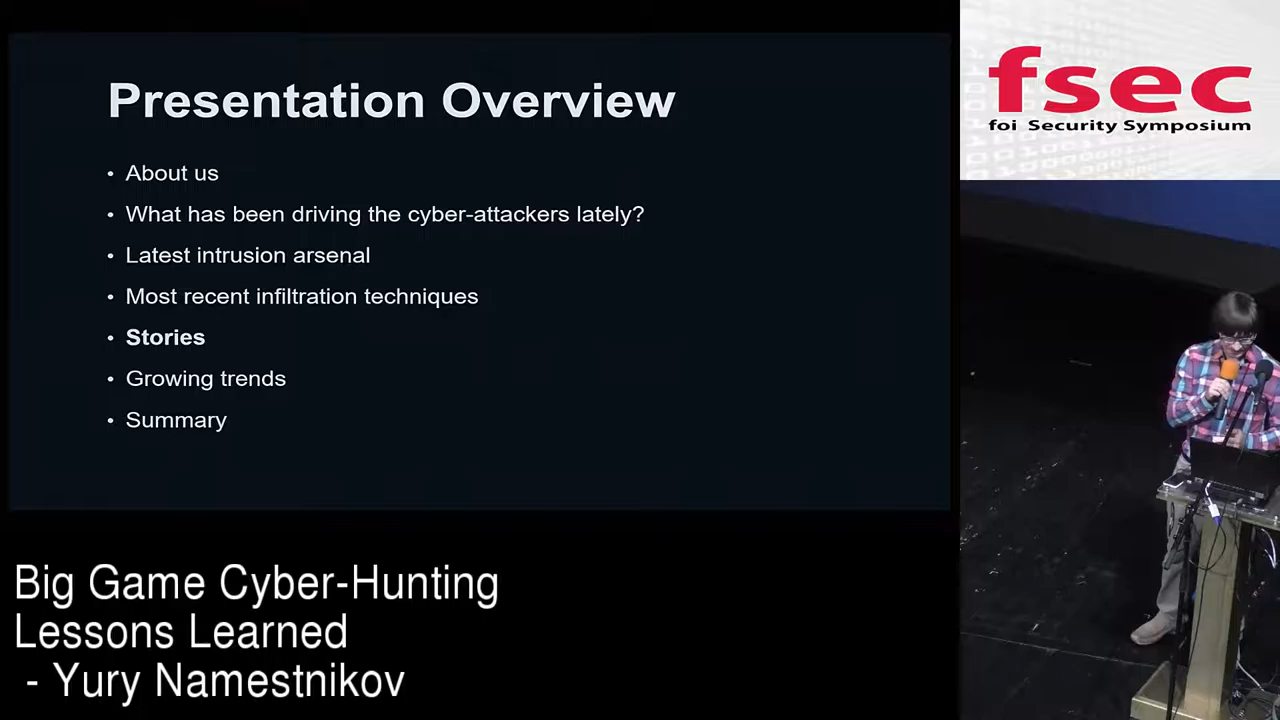 Presentation Overview
• About us
• What has been driving the cyber-attackers lately?
• Latest intrusion arsenal
• Most recent infiltration techniques
• Stories
• Growing trends
• Summary
fsec
foi Security Symposium
Big Game Cyber-Hunting
Lessons Learned
- Yury Namestnikov